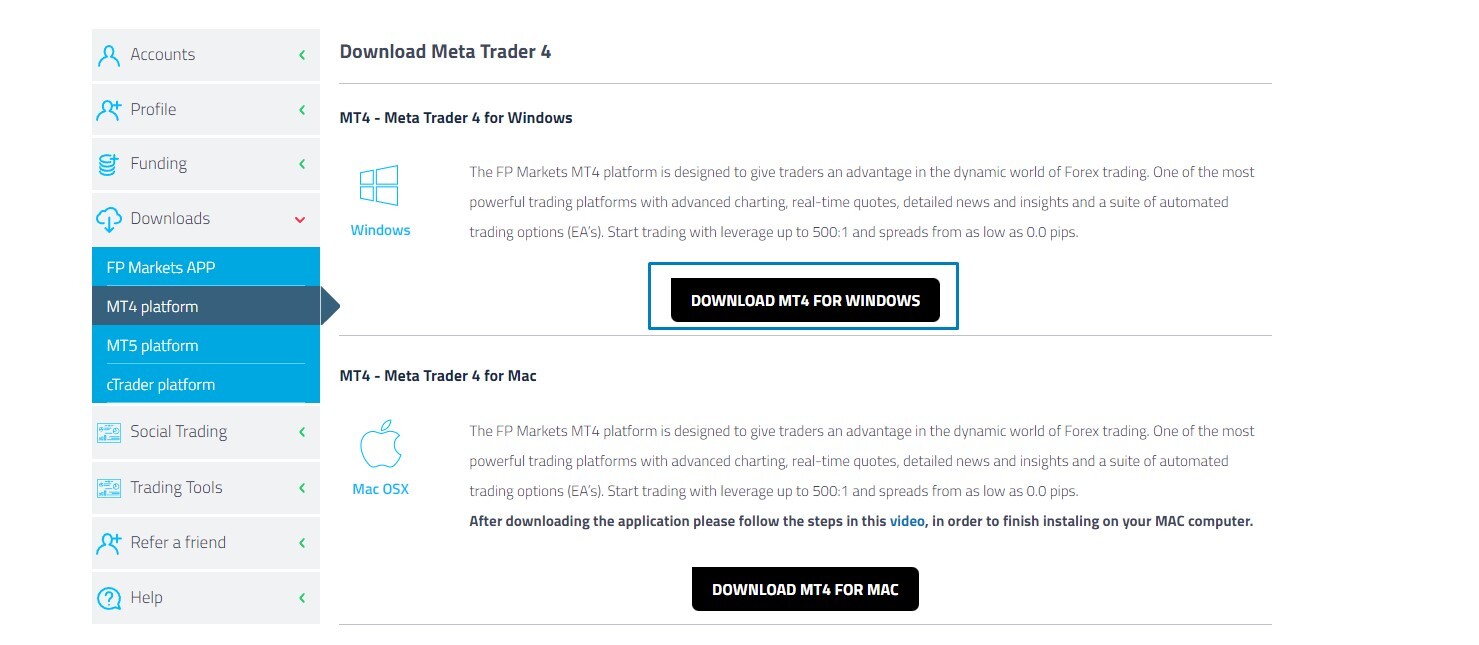 Accounts
Profile
Funding
Downloads
FP Markets APP
MT4 platform
MT5 platform
cTrader platform
Social Trading
Trading Tools
Refer a friend
Help
Download Meta Trader 4
MT4 - Meta Trader 4 for Windows
Windows
The FP Markets MT4 platform is designed to give traders an advantage in the dynamic world of Forex trading. One of the most
powerful trading platforms with advanced charting, real-time quotes, detailed news and insights and a suite of automated
trading options (EA's). Start trading with leverage up to 500:1 and spreads from as low as 0.0 pips.
DOWNLOAD MT4 FOR WINDOWS
MT4 - Meta Trader 4 for Mac
Mac OSX
The FP Markets MT4 platform is designed to give traders an advantage in the dynamic world of Forex trading. One of the most
powerful trading platforms with advanced charting, real-time quotes, detailed news and insights and a suite of automated
trading options (EA's). Start trading with leverage up to 500:1 and spreads from as low as 0.0 pips.
After downloading the application please follow the steps in this video, in order to finish instaling on your MAC computer.
DOWNLOAD MT4 FOR MAC